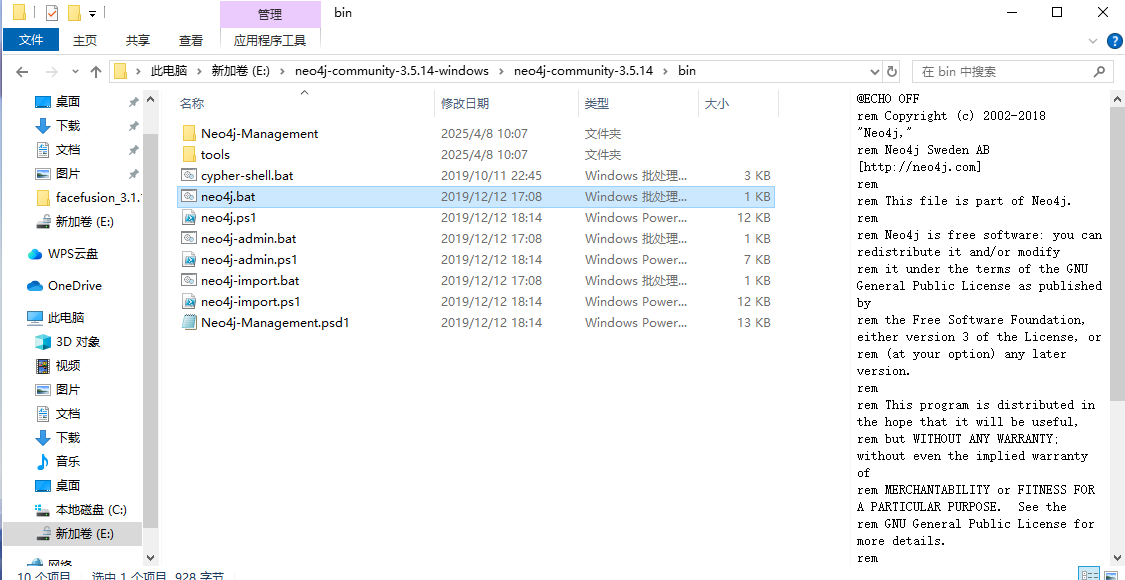 管理
bin
文件
主页
共享
查看
应用程序工具
此电脑 › 新加卷 (E:) › neo4j-community-3.5.14-windows › neo4j-community-3.5.14 › bin
在 bin 中搜索
桌面
下载
文档
图片
facefusion_3.1.
新加卷 (E:)
WPS云盘
OneDrive
此电脑
3D 对象
视频
图片
文档
下载
音乐
桌面
本地磁盘 (C:)
新加卷 (E:)
网络
名称 修改日期 类型 大小
Neo4j-Management 2025/4/8 10:07 文件夹
tools 2025/4/8 10:07 文件夹
cypher-shell.bat 2019/10/11 22:45 Windows 批处理... 3 KB
neo4j.bat 2019/12/12 17:08 Windows 批处理... 1 KB
neo4j.ps1 2019/12/12 18:14 Windows Power... 12 KB
neo4j-admin.bat 2019/12/12 17:08 Windows 批处理... 1 KB
neo4j-admin.ps1 2019/12/12 18:14 Windows Power... 7 KB
neo4j-import.bat 2019/12/12 17:08 Windows 批处理... 1 KB
neo4j-import.ps1 2019/12/12 18:14 Windows Power... 12 KB
Neo4j-Management.psd1 2019/12/12 18:14 Windows Power... 13 KB
@ECHO OFF
rem Copyright (c) 2002-2018
"Neo4j,"
rem Neo4j Sweden AB
[http://neo4j.com]
rem
rem This file is part of Neo4j.
rem
rem Neo4j is free software: you can
redistribute it and/or modify
rem it under the terms of the GNU
General Public License as published
by
rem the Free Software Foundation,
either version 3 of the License, or
rem (at your option) any later
version.
rem
rem This program is distributed in
the hope that it will be useful,
rem but WITHOUT ANY WARRANTY;
without even the implied warranty
of
rem MERCHANTABILITY or FITNESS FOR
A PARTICULAR PURPOSE.  See the
rem GNU General Public License for
more details.
rem
10 个项目 选中 1 个项目 928 字节